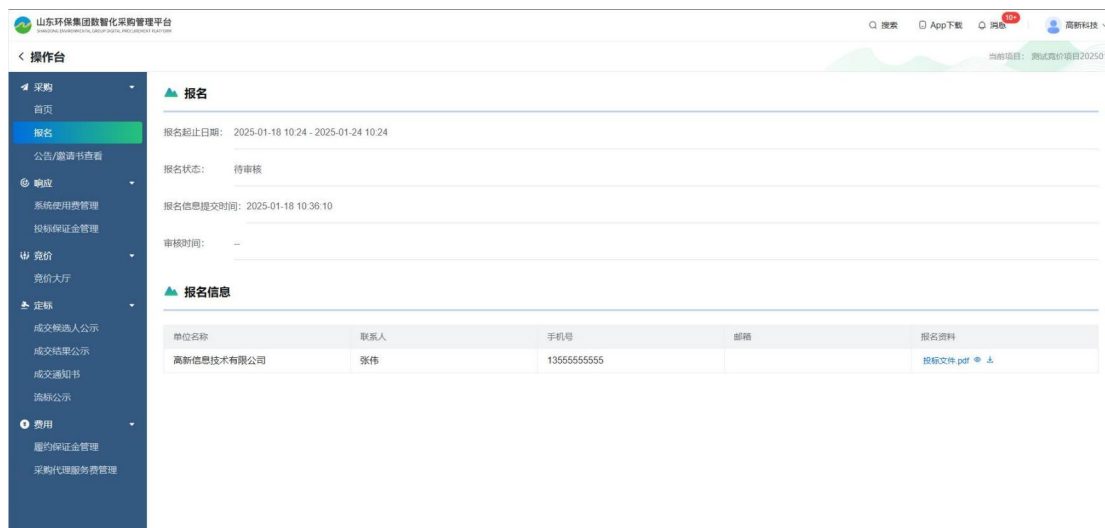 山东环保集团数智化采购管理平台
搜索 App下载 消息 10+ 高新科技
操作台
当前项目: 测试竞价项目20250
采购
首页
报名
公告/邀请书查看
响应
系统使用费管理
投标保证金管理
竞价
竞价大厅
定标
成交候选人公示
成交结果公示
成交通知书
流标公示
费用
履约保证金管理
采购代理服务费管理
报名
报名起止日期: 2025-01-18 10:24 - 2025-01-24 10:24
报名状态: 待审核
报名信息提交时间: 2025-01-18 10:36:10
审核时间: --
报名信息
单位名称 联系人 手机号 邮箱 报名资料
高新信息技术有限公司 张伟 13555555555 投标文件.pdf